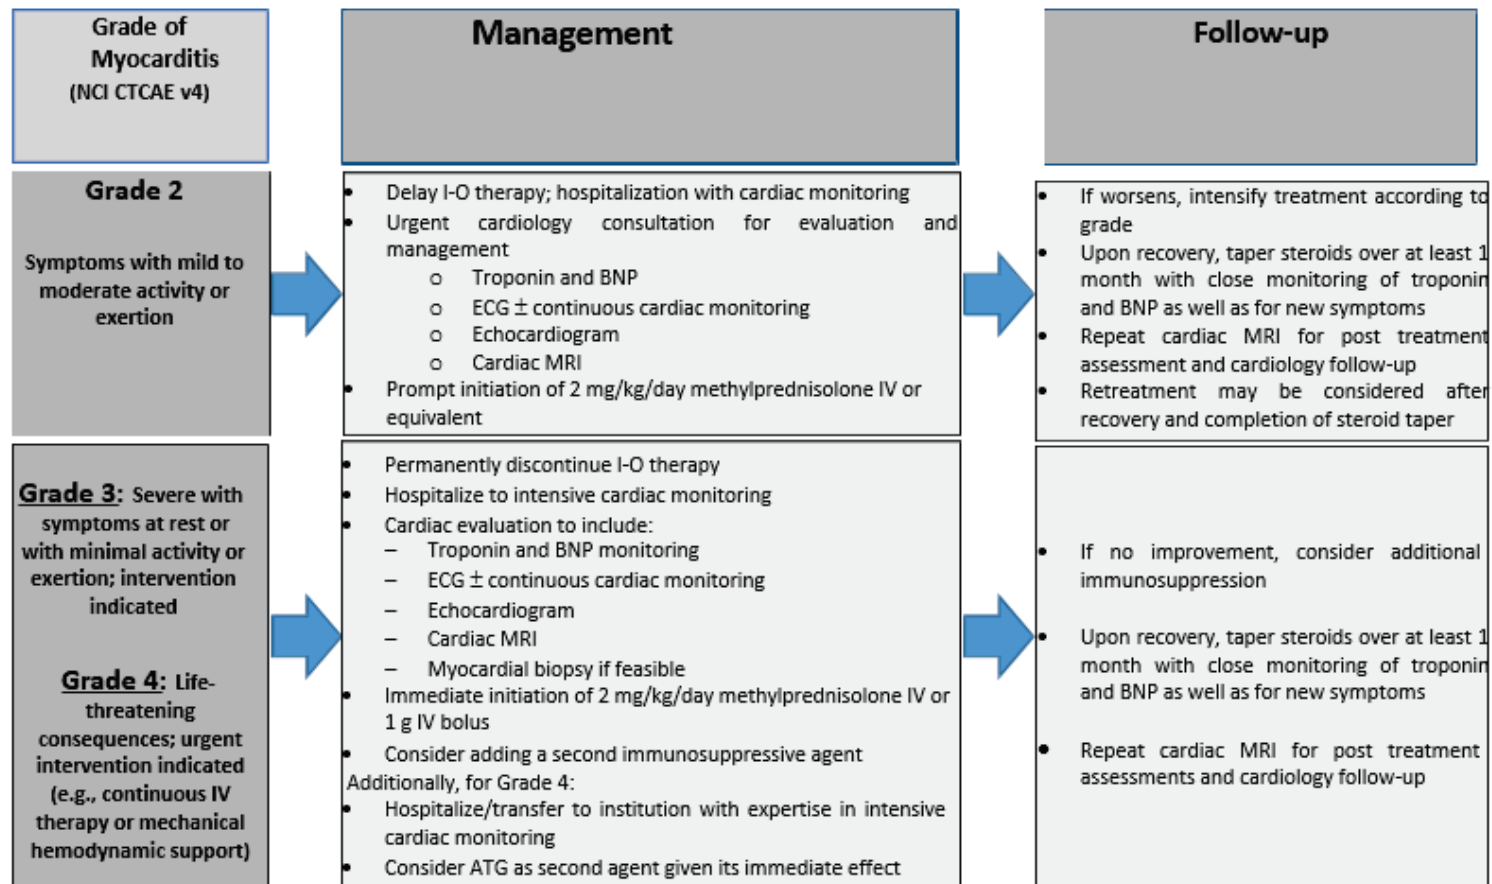 Grade of
Myocarditis
(NCI CTCAE v4)
Management
Follow-up
Grade 2
Symptoms with mild to
moderate activity or
exertion
• Delay I-O therapy; hospitalization with cardiac monitoring
• Urgent cardiology consultation for evaluation and
management
o Troponin and BNP
o ECG ± continuous cardiac monitoring
o Echocardiogram
o Cardiac MRI
• Prompt initiation of 2 mg/kg/day methylprednisolone IV or
equivalent
• If worsens, intensify treatment according to
grade
• Upon recovery, taper steroids over at least 1
month with close monitoring of troponin
and BNP as well as for new symptoms
• Repeat cardiac MRI for post treatment
assessment and cardiology follow-up
• Retreatment may be considered after
recovery and completion of steroid taper
Grade 3: Severe with
symptoms at rest or
with minimal activity or
exertion; intervention
indicated
Grade 4: Life-
threatening
consequences; urgent
intervention indicated
(e.g., continuous IV
therapy or mechanical
hemodynamic support)
• Permanently discontinue I-O therapy
• Hospitalize to intensive cardiac monitoring
• Cardiac evaluation to include:
– Troponin and BNP monitoring
– ECG ± continuous cardiac monitoring
– Echocardiogram
– Cardiac MRI
– Myocardial biopsy if feasible
• Immediate initiation of 2 mg/kg/day methylprednisolone IV or
1 g IV bolus
• Consider adding a second immunosuppressive agent
Additionally, for Grade 4:
• Hospitalize/transfer to institution with expertise in intensive
cardiac monitoring
• Consider ATG as second agent given its immediate effect
• If no improvement, consider additional
immunosuppression
• Upon recovery, taper steroids over at least 1
month with close monitoring of troponin
and BNP as well as for new symptoms
• Repeat cardiac MRI for post treatment
assessments and cardiology follow-up